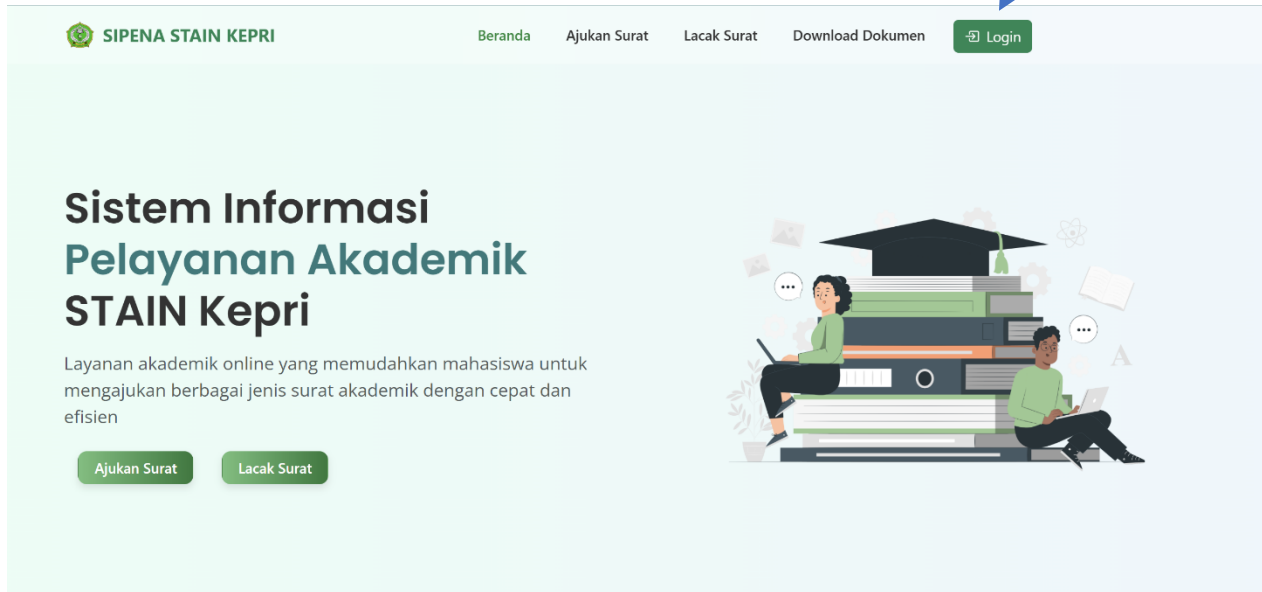 SIPENA STAIN KEPRI
Beranda
Ajukan Surat
Lacak Surat
Download Dokumen
Login
Sistem Informasi
Pelayanan Akademik
STAIN Kepri
Layanan akademik online yang memudahkan mahasiswa untuk
mengajukan berbagai jenis surat akademik dengan cepat dan
efisien
Ajukan Surat
Lacak Surat
A